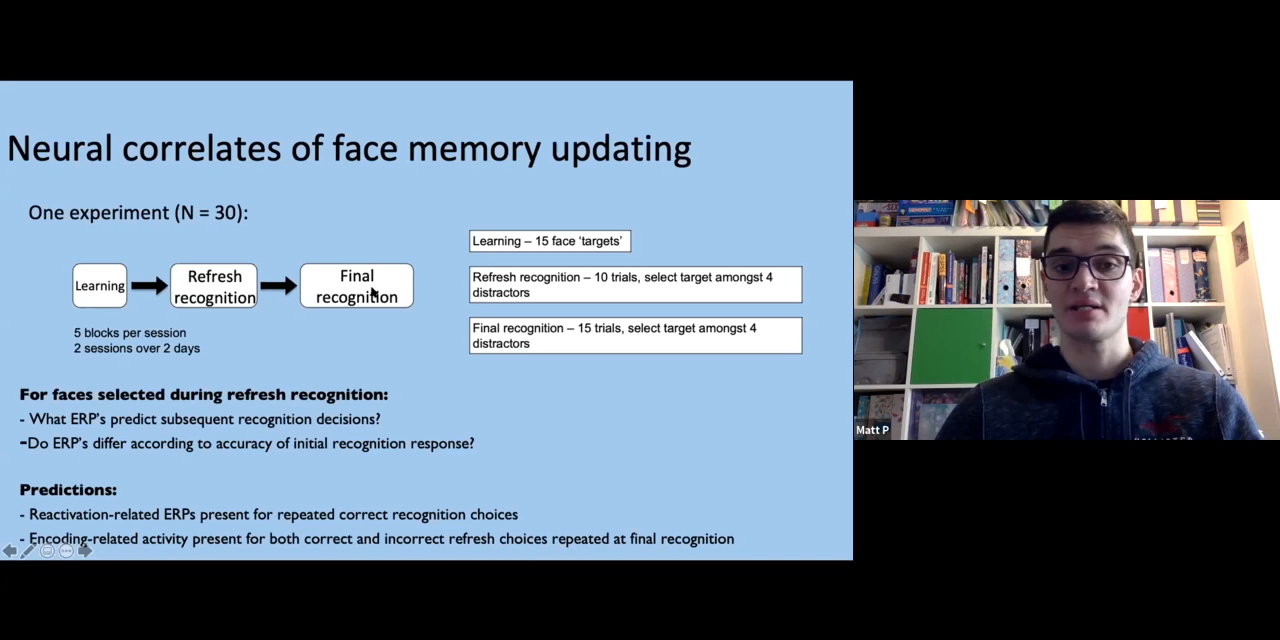 Neural correlates of face memory updating
One experiment (N = 30):
Learning
Refresh
recognition
Final
recognition
5 blocks per session
2 sessions over 2 days
Learning – 15 face ‘targets’
Refresh recognition – 10 trials, select target amongst 4
distractors
Final recognition – 15 trials, select target amongst 4
distractors
For faces selected during refresh recognition:
- What ERP's predict subsequent recognition decisions?
-Do ERP's differ according to accuracy of initial recognition response?
Predictions:
- Reactivation-related ERPs present for repeated correct recognition choices
- Encoding-related activity present for both correct and incorrect refresh choices repeated at final recognition
Matt P